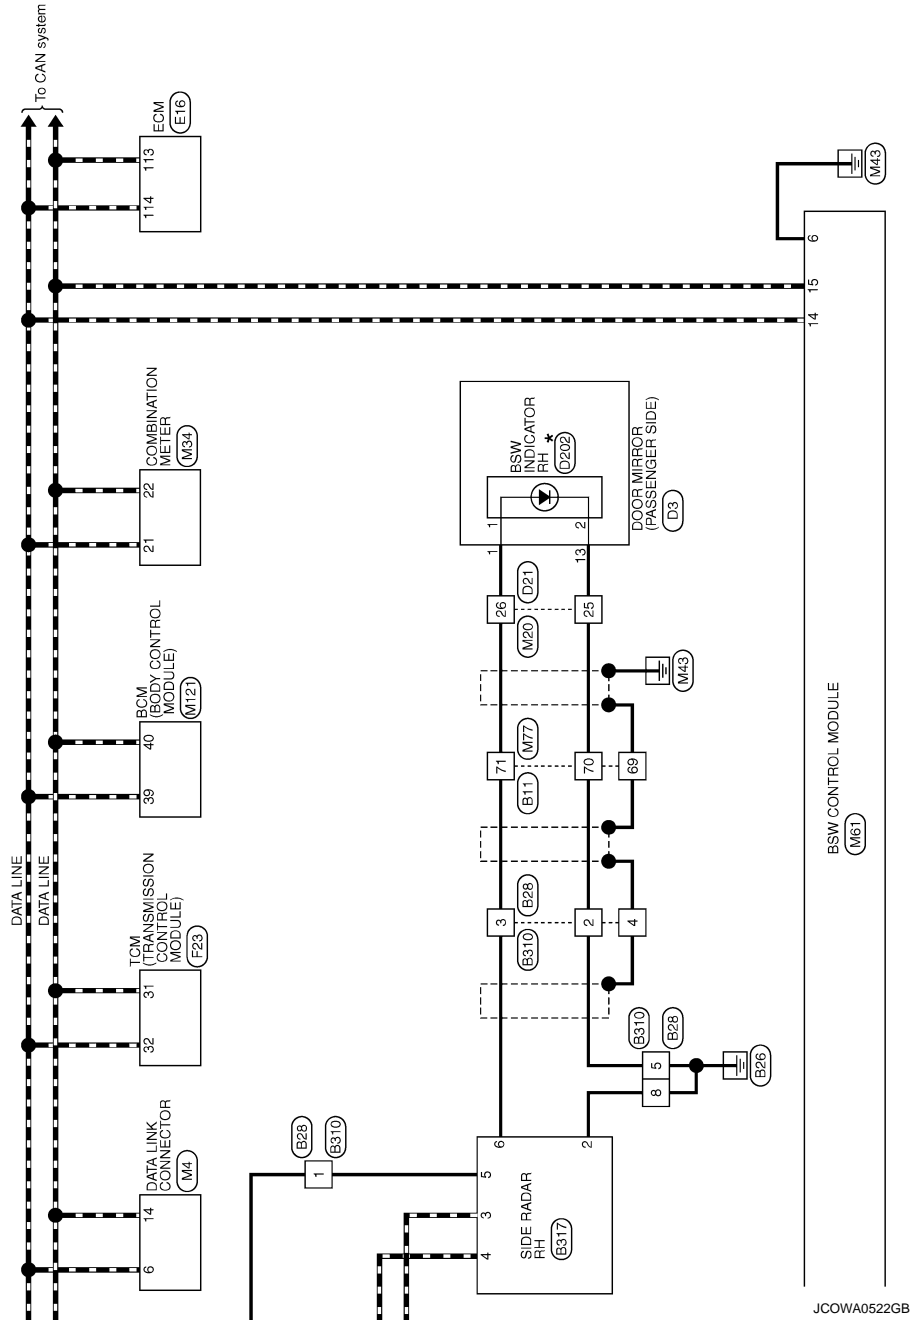 To CAN system
DATA LINE
DATA LINE
ECM
E16
113
114
COMBINATION
METER
M34
22
21
BCM
(BODY CONTROL
MODULE)
M121
40
39
TCM
(TRANSMISSION
CONTROL
MODULE)
F23
31
32
DATA LINK
CONNECTOR
M4
14
6
M43
6
15
14
BSW CONTROL MODULE
M61
BSW
INDICATOR
RH *
D202
1
2
DOOR MIRROR
(PASSENGER SIDE)
D3
1
13
26
D21
M20
25
M43
71
M77
B11
70
69
3
B28
B310
2
4
B310
B28
5
8
B26
B28
B310
1
SIDE RADAR
RH
B317
6
2
5
3
4
JCOWA0522GB